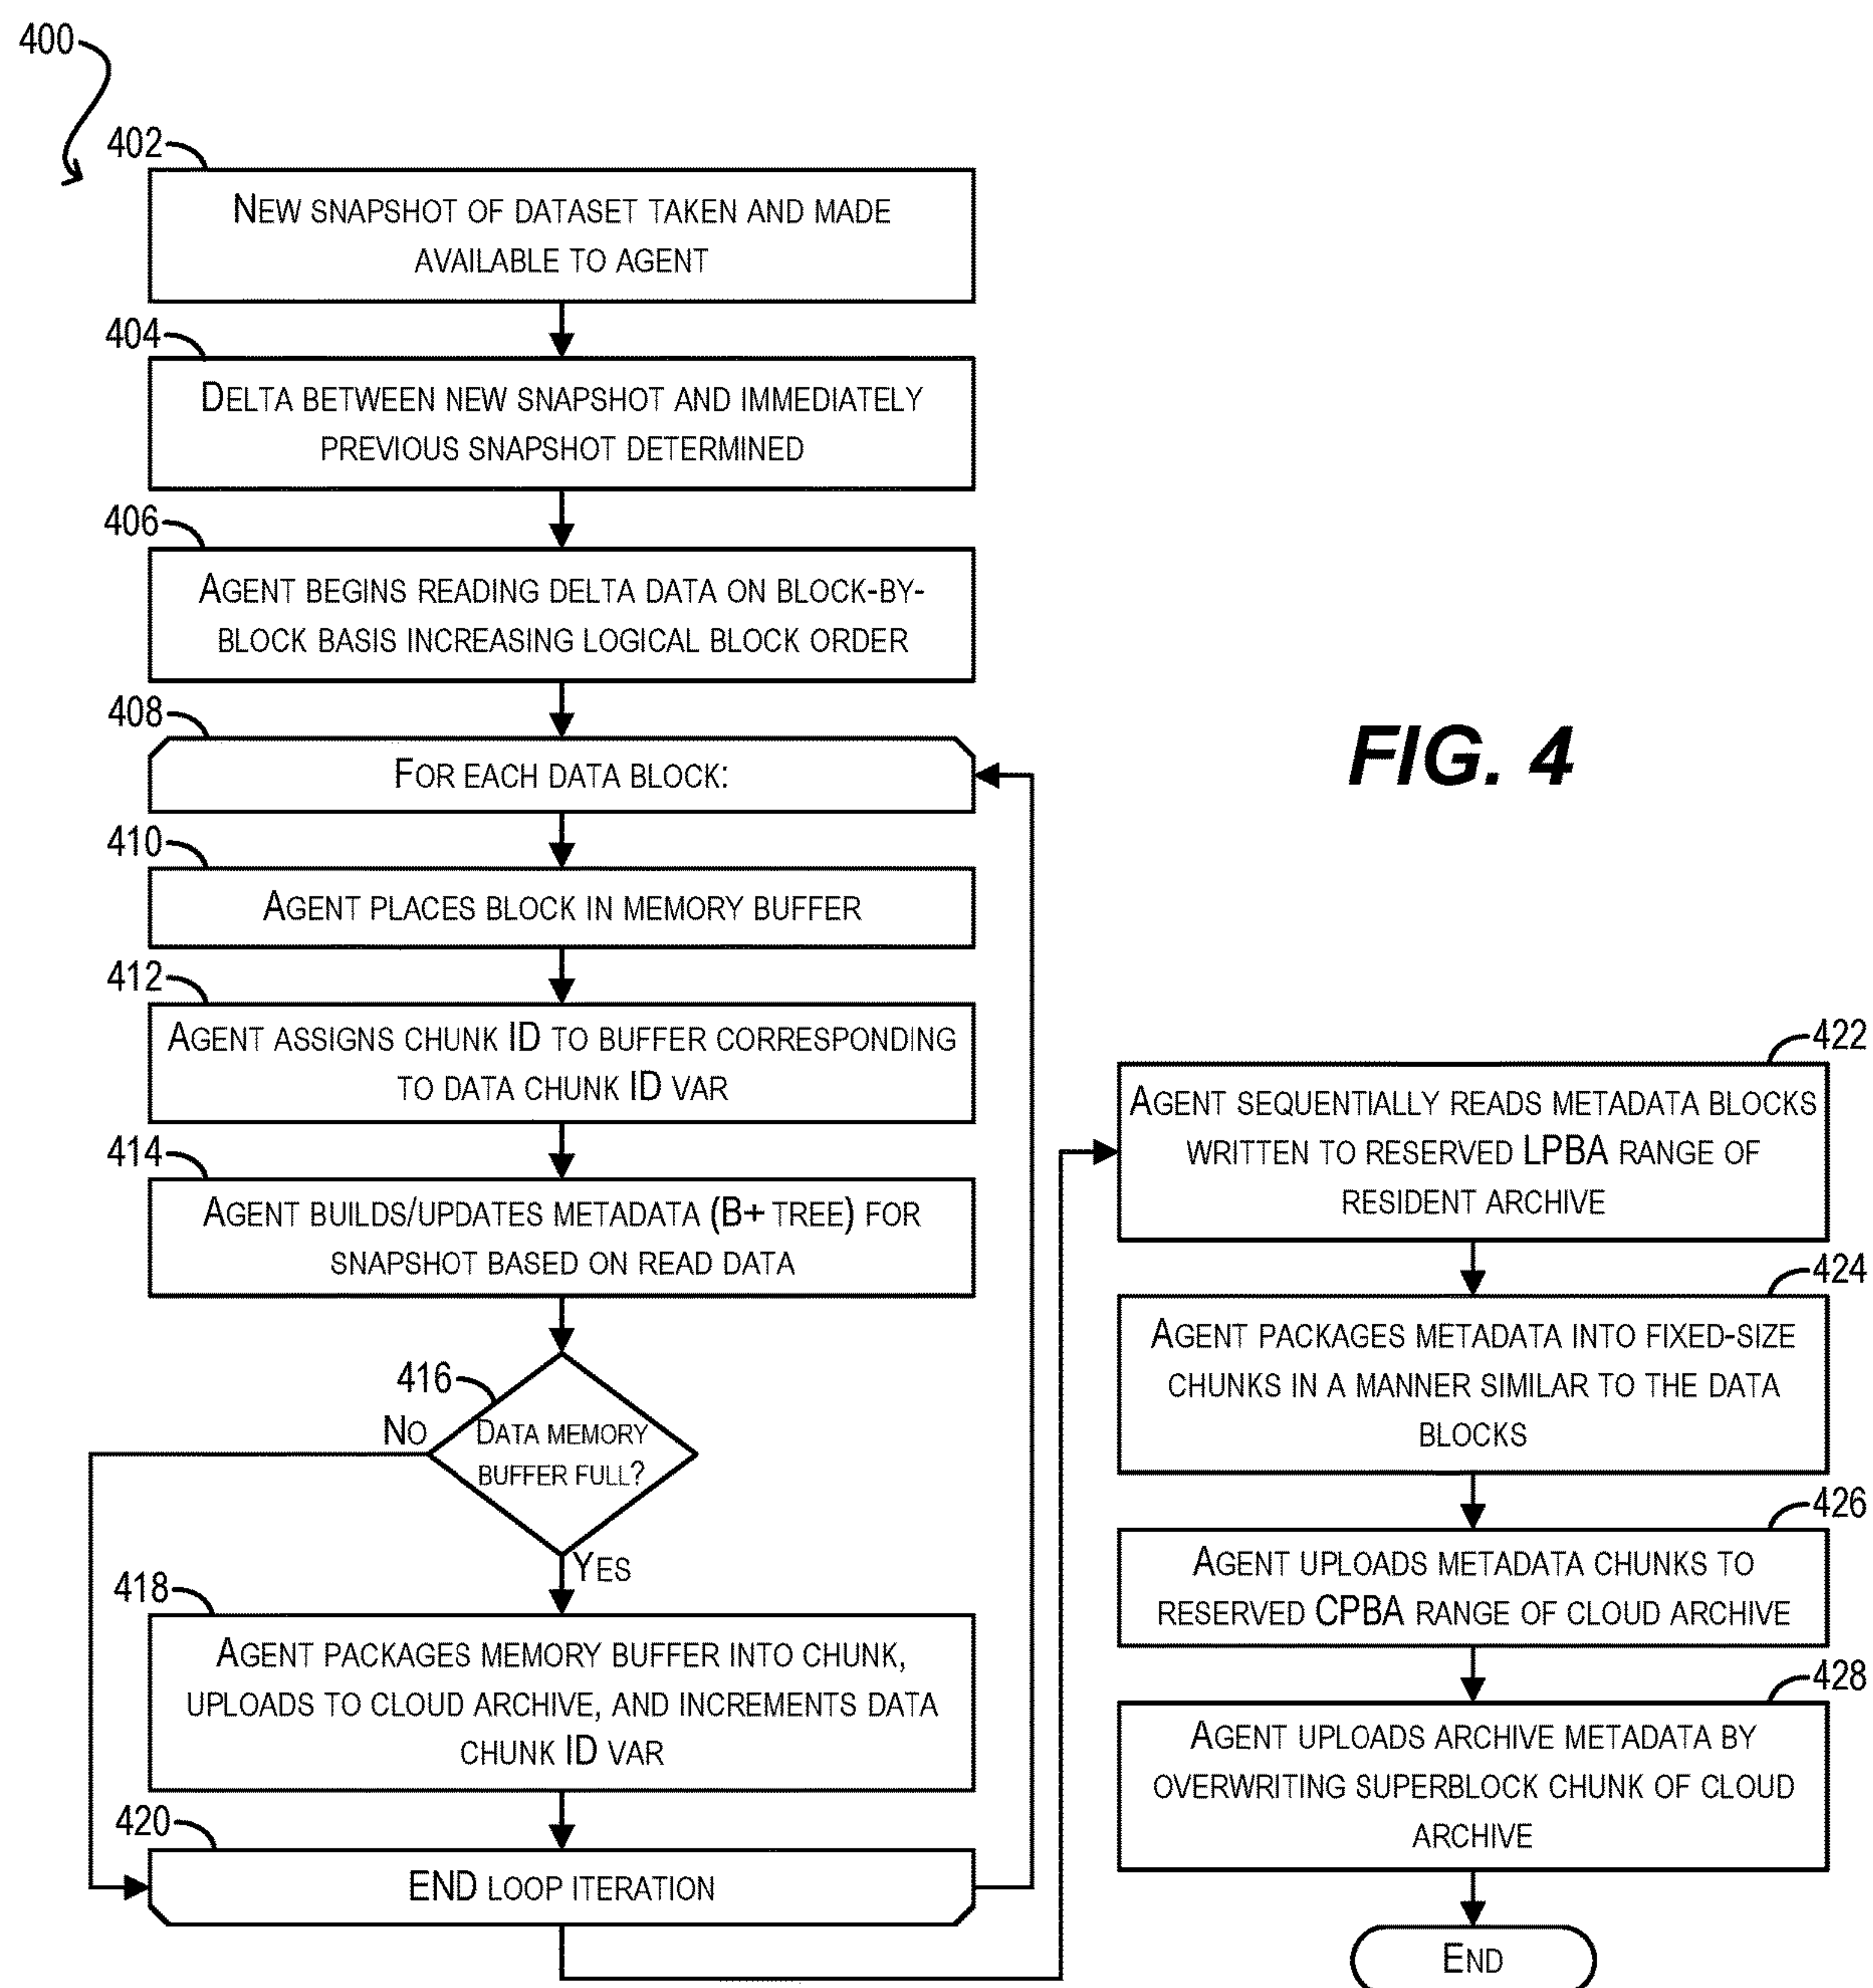 400
402
New snapshot of dataset taken and made
available to agent
404
Delta between new snapshot and immediately
previous snapshot determined
406
Agent begins reading delta data on block-by-
block basis increasing logical block order
408
For each data block:
410
Agent places block in memory buffer
412
Agent assigns chunk ID to buffer corresponding
to data chunk ID var
414
Agent builds/updates metadata (B+ tree) for
snapshot based on read data
416
No
Data memory
buffer full?
Yes
418
Agent packages memory buffer into chunk,
uploads to cloud archive, and increments data
chunk ID var
420
END loop iteration
FIG. 4
422
Agent sequentially reads metadata blocks
written to reserved LPBA range of
resident archive
424
Agent packages metadata into fixed-size
chunks in a manner similar to the data
blocks
426
Agent uploads metadata chunks to
reserved CPBA range of cloud archive
428
Agent uploads archive metadata by
overwriting superblock chunk of cloud
archive
End